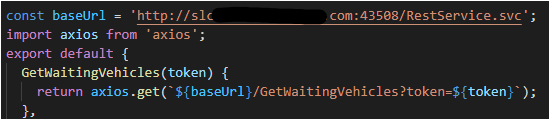 const baseUrl = 'http://slc com:43508/RestService.svc';
import axios from 'axios';
export default {
GetWaitingVehicles(token) {
return axios.get(`${baseUrl}/GetWaitingVehicles?token=${token}`);
},